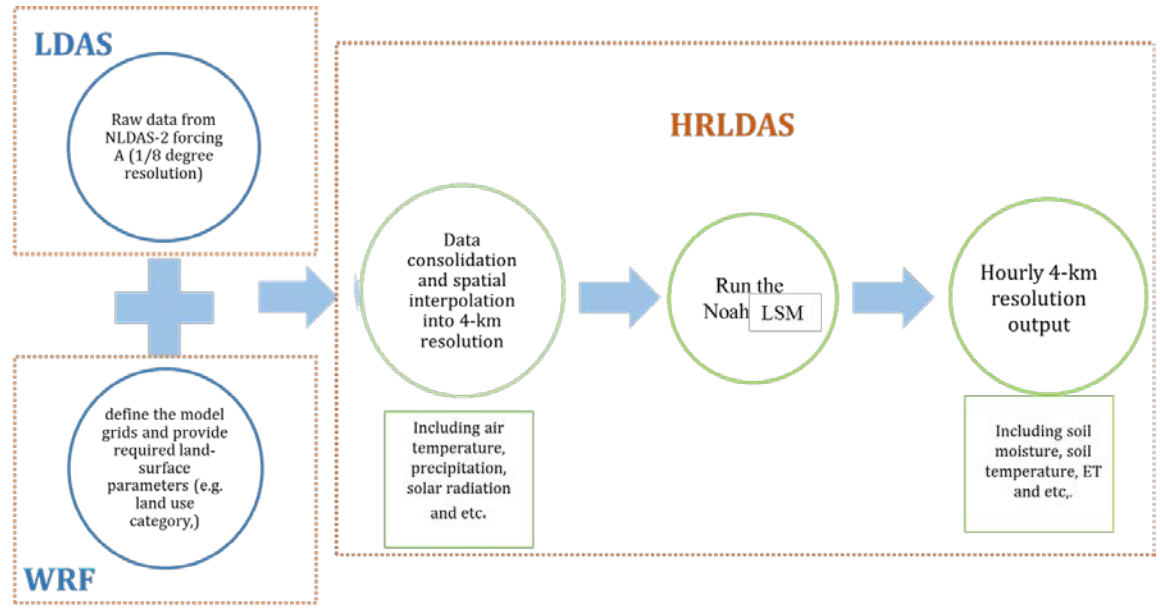 LDAS
Raw data from
NLDAS-2 forcing
A (1/8 degree
resolution)
define the model
grids and provide
required land-
surface
parameters (e.g.
land use
category,)
WRF
HRLDAS
Data
consolidation
and spatial
interpolation
into 4-km
resolution
Including air
temperature,
precipitation,
solar radiation
and etc.
Run the
Noah LSM
Hourly 4-km
resolution
output
Including soil
moisture, soil
temperature, ET
and etc,.